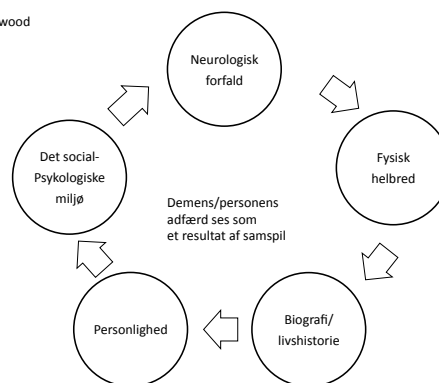 wood
Neurologisk
forfald
Fysisk
helbred
Biografi/
livshistorie
Personlighed
Det social-
Psykologiske
miljø
Demens/personens
adfærd ses som
et resultat af samspil